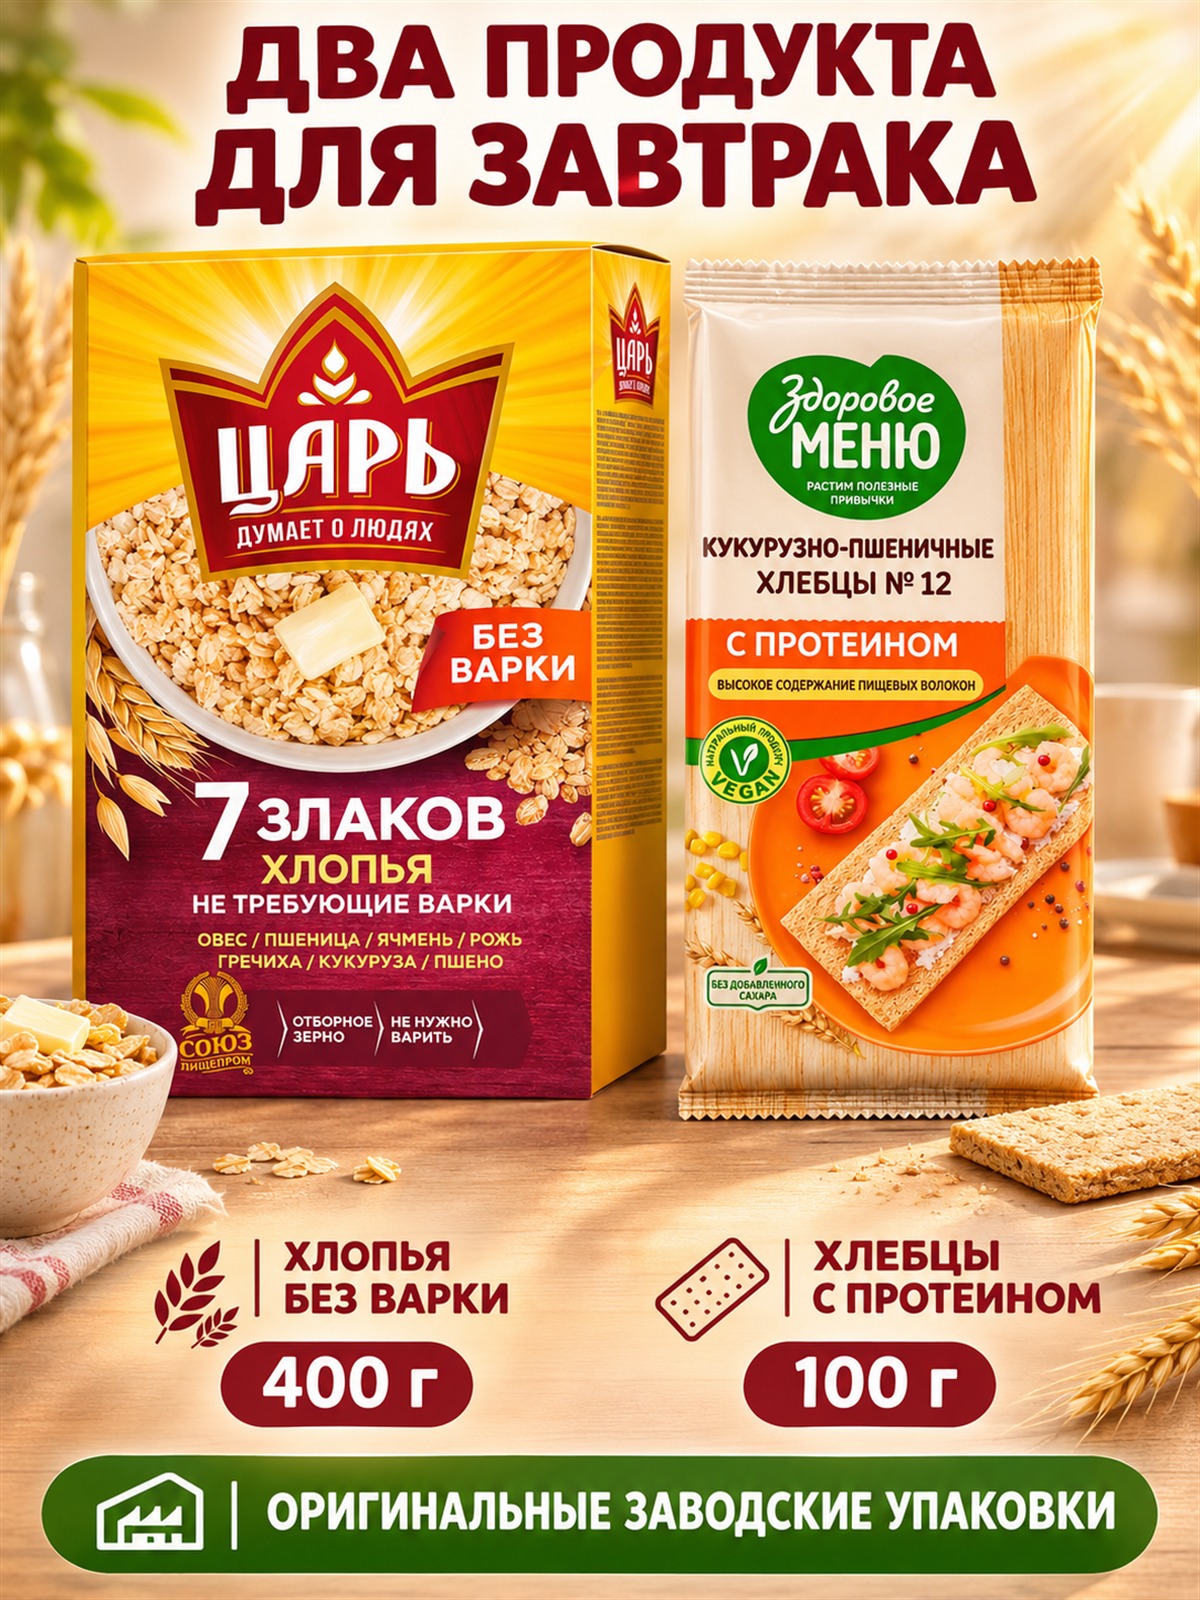 ДВА ПРОДУКТА
ДЛЯ ЗАВТРАКА
ЦАРЬ
ДУМАЕТ О ЛЮДЯХ
БЕЗ
ВАРКИ
7 ЗЛАКОВ
ХЛОПЬЯ
НЕ ТРЕБУЮЩИЕ ВАРКИ
ОВЕС / ПШЕНИЦА / ЯЧМЕНЬ / РОЖЬ
ГРЕЧИХА / КУКУРУЗА / ПШЕНО
СОЮЗ
ПИЩЕПРОМ
ОТБОРНОЕ
ЗЕРНО
НЕ НУЖНО
ВАРИТЬ
ЦАРЬ
Здоровое
МЕНЮ
РАСТИМ ПОЛЕЗНЫЕ
ПРИВЫЧКИ
КУКУРУЗНО-ПШЕНИЧНЫЕ
ХЛЕБЦЫ № 12
С ПРОТЕИНОМ
ВЫСОКОЕ СОДЕРЖАНИЕ ПИЩЕВЫХ ВОЛОКОН
НАТУРАЛЬНЫЙ ПРОДУКТ
VEGAN
БЕЗ ДОБАВЛЕННОГО
САХАРА
ХЛОПЬЯ
БЕЗ ВАРКИ
400 г
ХЛЕБЦЫ
С ПРОТЕИНОМ
100 г
ОРИГИНАЛЬНЫЕ ЗАВОДСКИЕ УПАКОВКИ